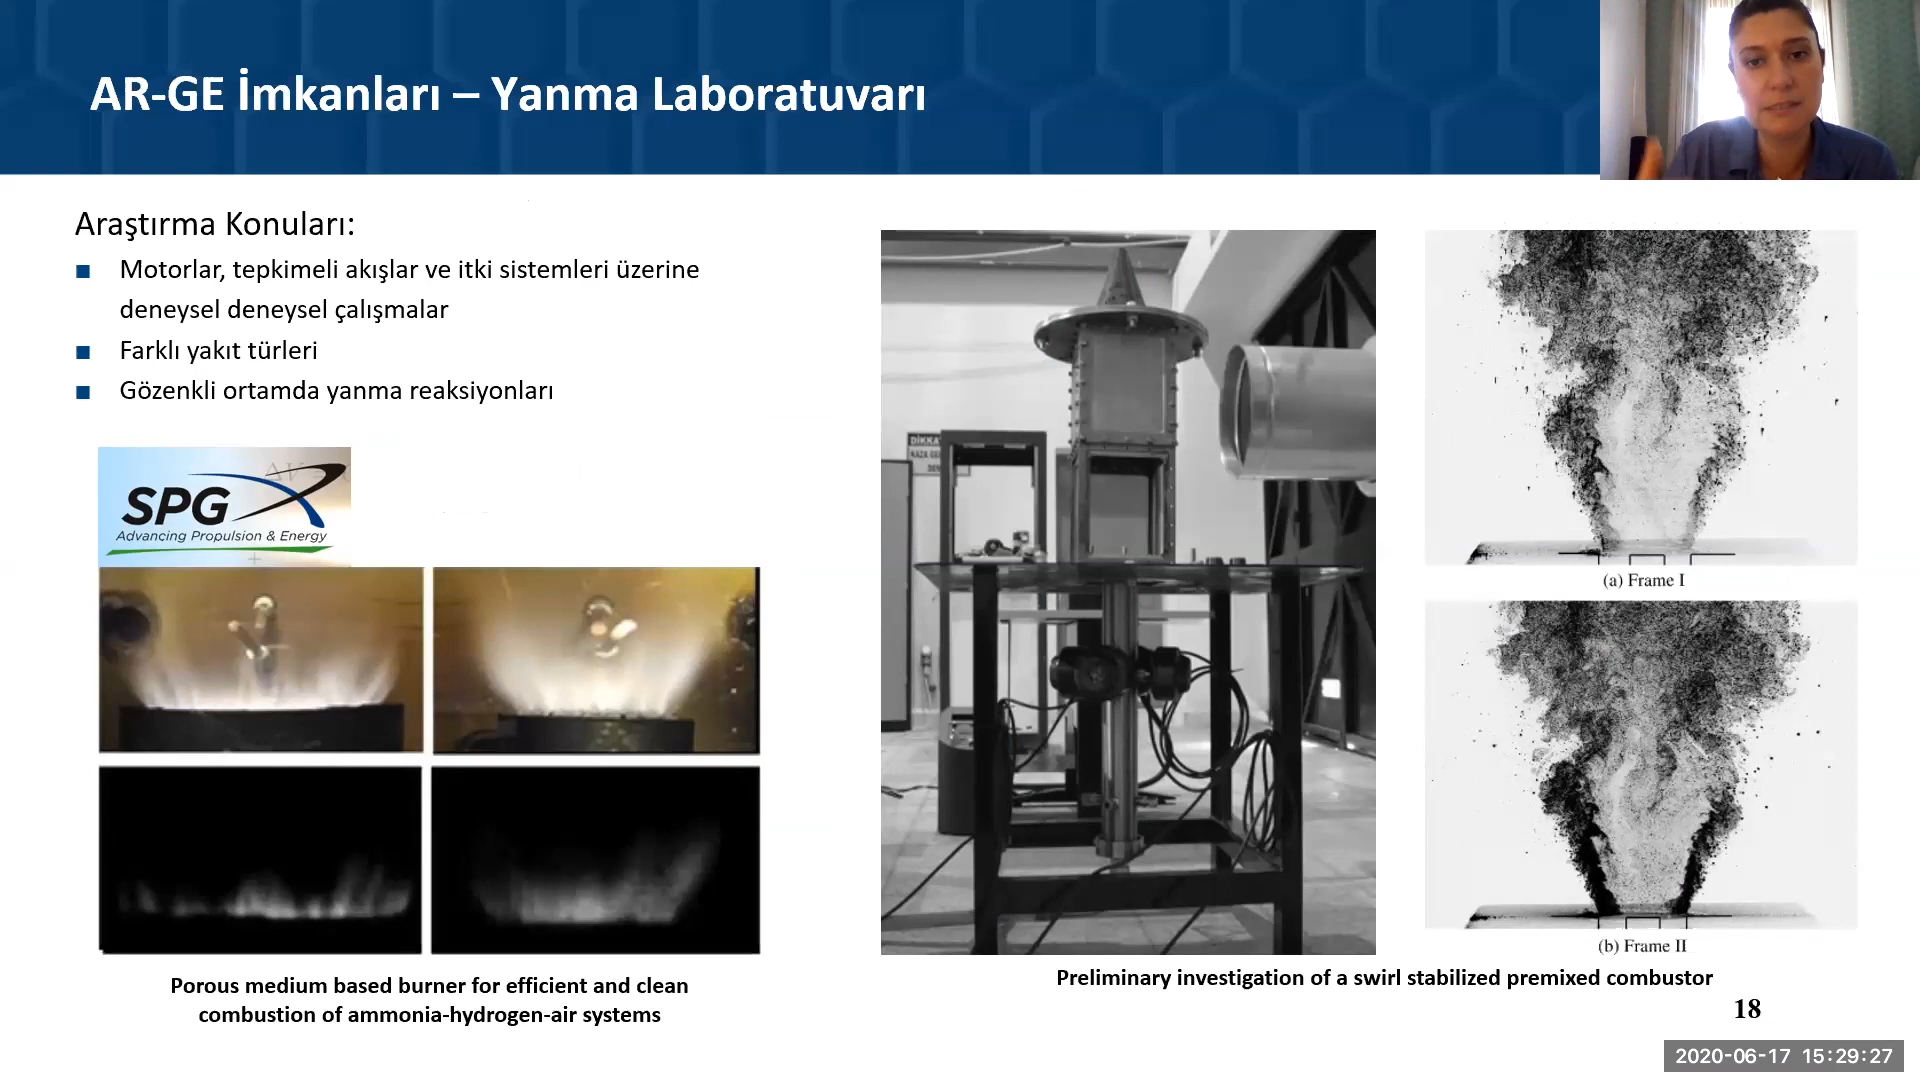 AR-GE İmkanları – Yanma Laboratuvarı
Araştırma Konuları:
Motorlar, tepkimeli akışlar ve itki sistemleri üzerine
deneysel deneysel çalışmalar
Farklı yakıt türleri
Gözenkli ortamda yanma reaksiyonları
SPG
Advancing Propulsion & Energy
Porous medium based burner for efficient and clean
combustion of ammonia-hydrogen-air systems
(a) Frame I
(b) Frame II
Preliminary investigation of a swirl stabilized premixed combustor
18
2020-06-17 15:29:27